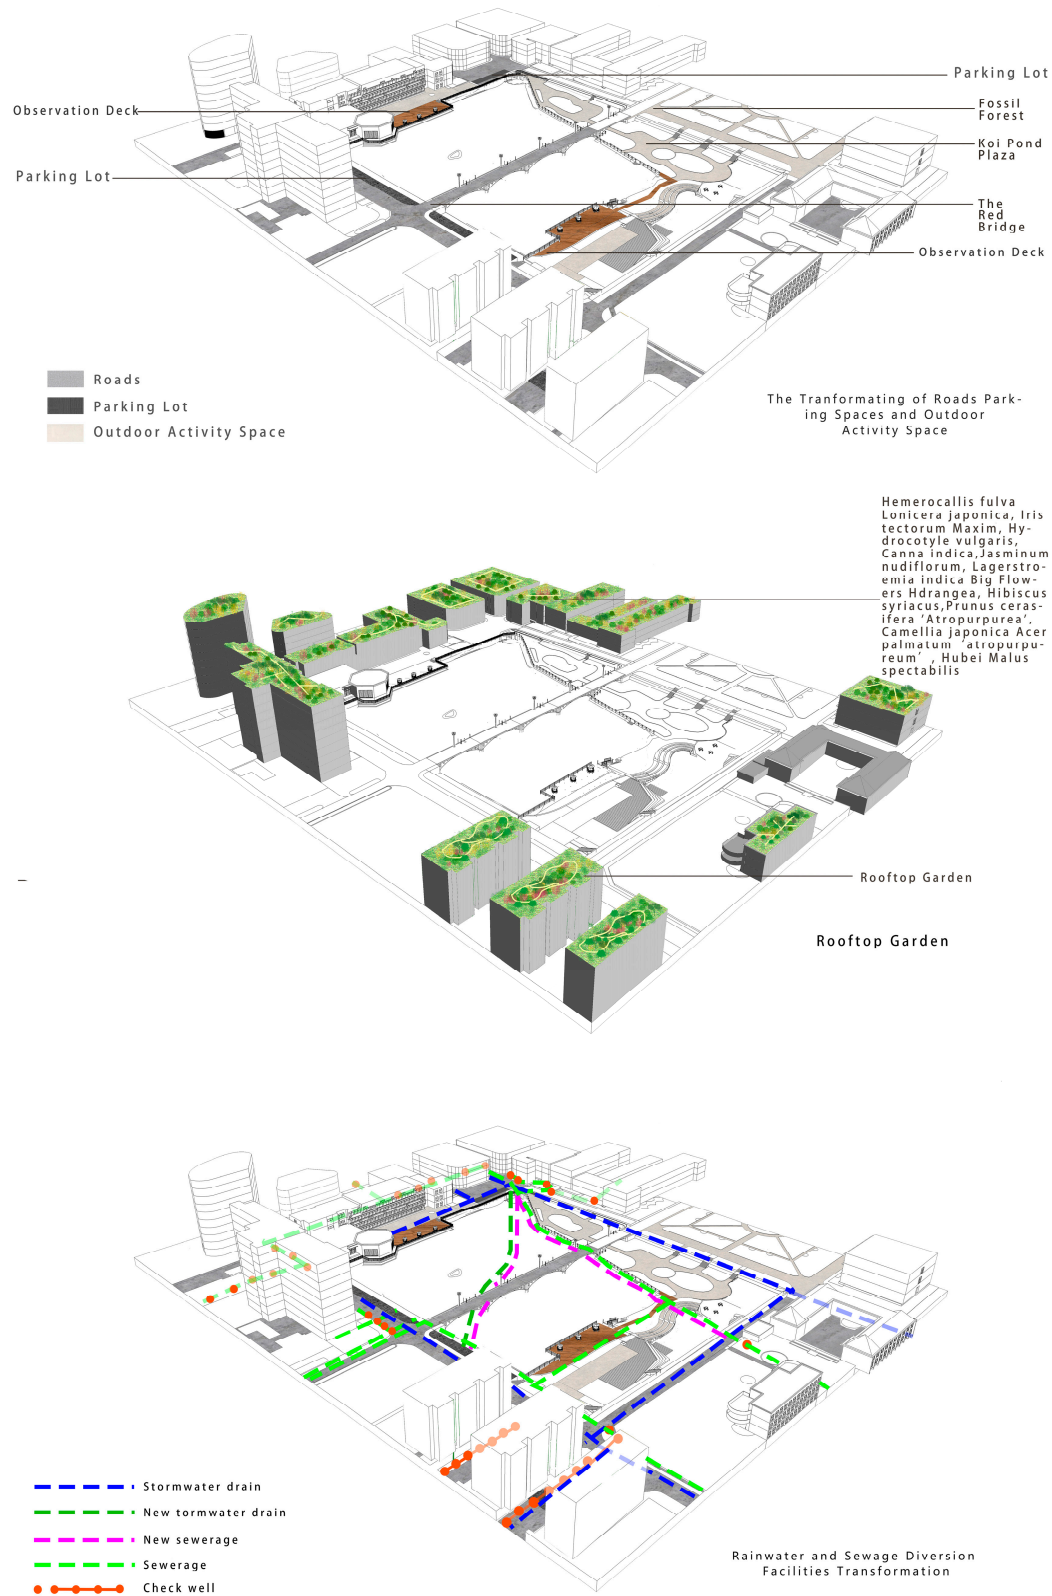 Parking Lot
Observation Deck
Fossil
Forest
Koi Pond
Plaza
Parking Lot
The
Red
Bridge
Observation Deck
Roads
Parking Lot
Outdoor Activity Space
The Tranformating of Roads Park-
ing Spaces and Outdoor
Activity Space
Hemerocallis fulva
Lonicera japonica, Iris
tectorum Maxim, Hy-
drocotyle vulgaris,
Canna indica,Jasminum
nudiflorum, Lagerstro-
emia indica Big Flow-
ers Hdrangea, Hibiscus
syriacus,Prunus ceras-
ifera 'Atropurpurea'.
Camellia japonica Acer
palmatum 'atropurpu-
reum' , Hubei Malus
spectabilis
Rooftop Garden
Rooftop Garden
Stormwater drain
New tormwater drain
New sewerage
Sewerage
Check well
Rainwater and Sewage Diversion
Facilities Transformation